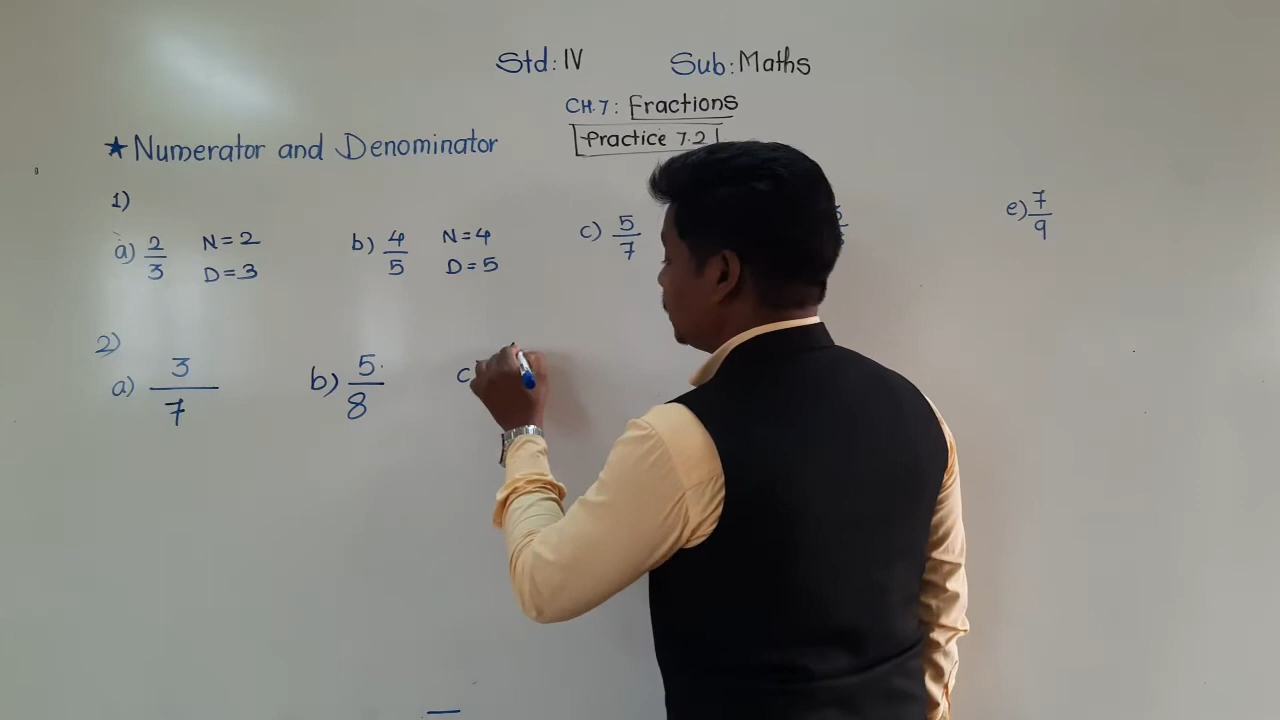 Std: IV Sub: Maths
CH.7: Fractions
Practice 7.2
★ Numerator and Denominator
1)
a) 2/3 N=2 D=3 b) 4/5 N=4 D=5 c) 5/7 e) 7/9
2)
a) 3/7 b) 5/8 c